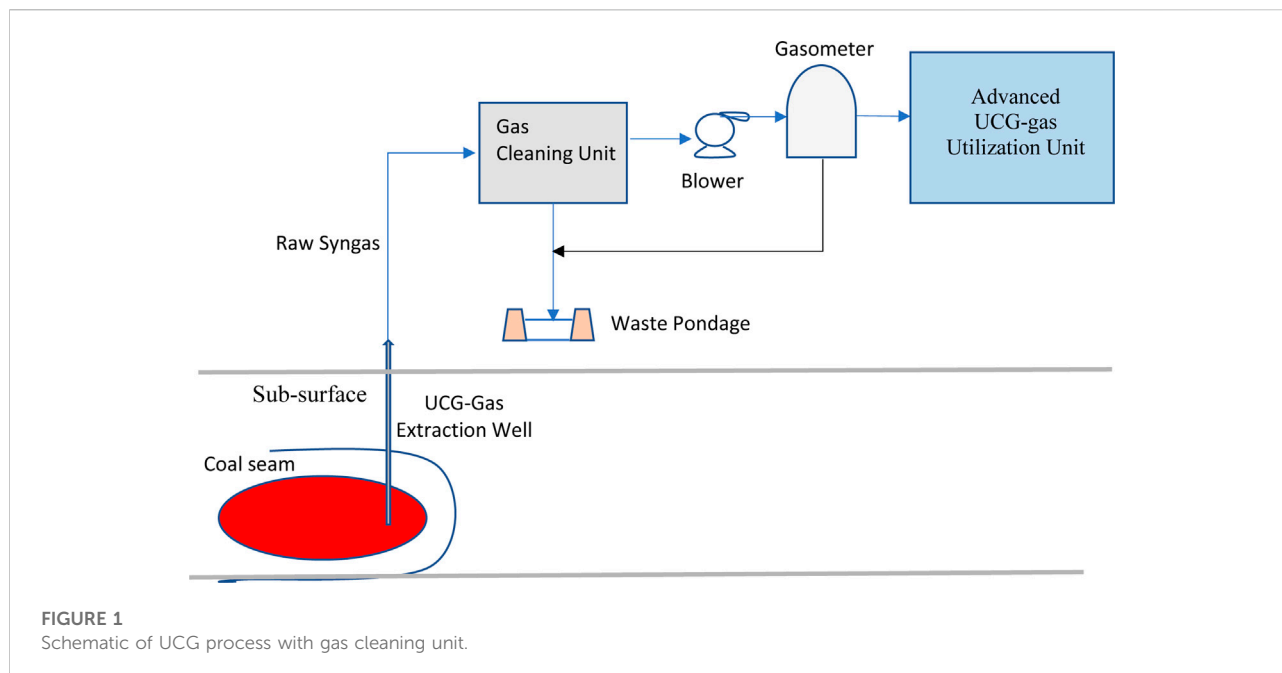 Gasometer
Advanced
UCG-gas
Utilization Unit
Gas
Cleaning Unit
Blower
Raw Syngas
Waste Pondage
Sub-surface
UCG-Gas
Extraction Well
Coal seam
FIGURE 1
Schematic of UCG process with gas cleaning unit.